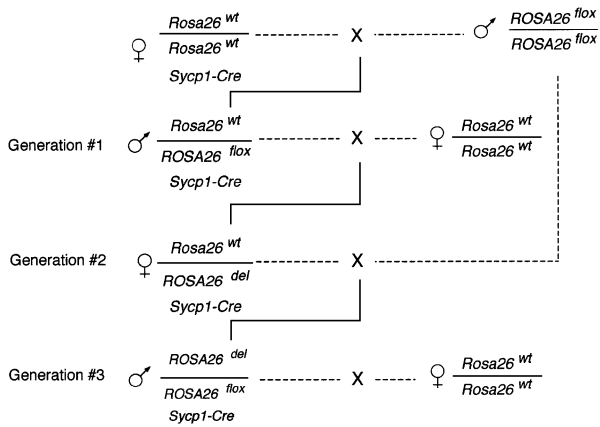 Rosa26 wt
Rosa26 wt
Sycp1-Cre
X
ROSA26 flox
ROSA26 flox
Generation #1
Rosa26 wt
ROSA26 flox
Sycp1-Cre
X
Rosa26 wt
Rosa26 wt
Generation #2
Rosa26 wt
ROSA26 del
Sycp1-Cre
X
Generation #3
ROSA26 del
ROSA26 flox
Sycp1-Cre
X
Rosa26 wt
Rosa26 wt